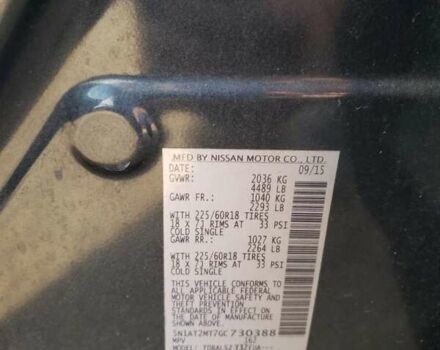 MFD BY NISSAN MOTOR CO., LTD.
DATE: 09/15
GVWR: 2036 KG
4489 LB
GAWR FR.: 1040 KG
2293 LB
WITH 225/60R18 TIRES
18 X 7J RIMS AT 33 PSI
COLD SINGLE
GAWR RR.: 1027 KG
2264 LB
WITH 225/60R18 TIRES
18 X 7J RIMS AT 33 PSI
COLD SINGLE
THIS VEHICLE CONFORMS TO
ALL APPLICABLE FEDERAL
MOTOR VEHICLE SAFETY AND
THEFT PREVENTION
STANDARDS IN EFFECT ON
THE DATE OF MANUFACTURE
SHOWN ABOVE
5N1AT2MT7GC730388
MPV 162
MODEL: